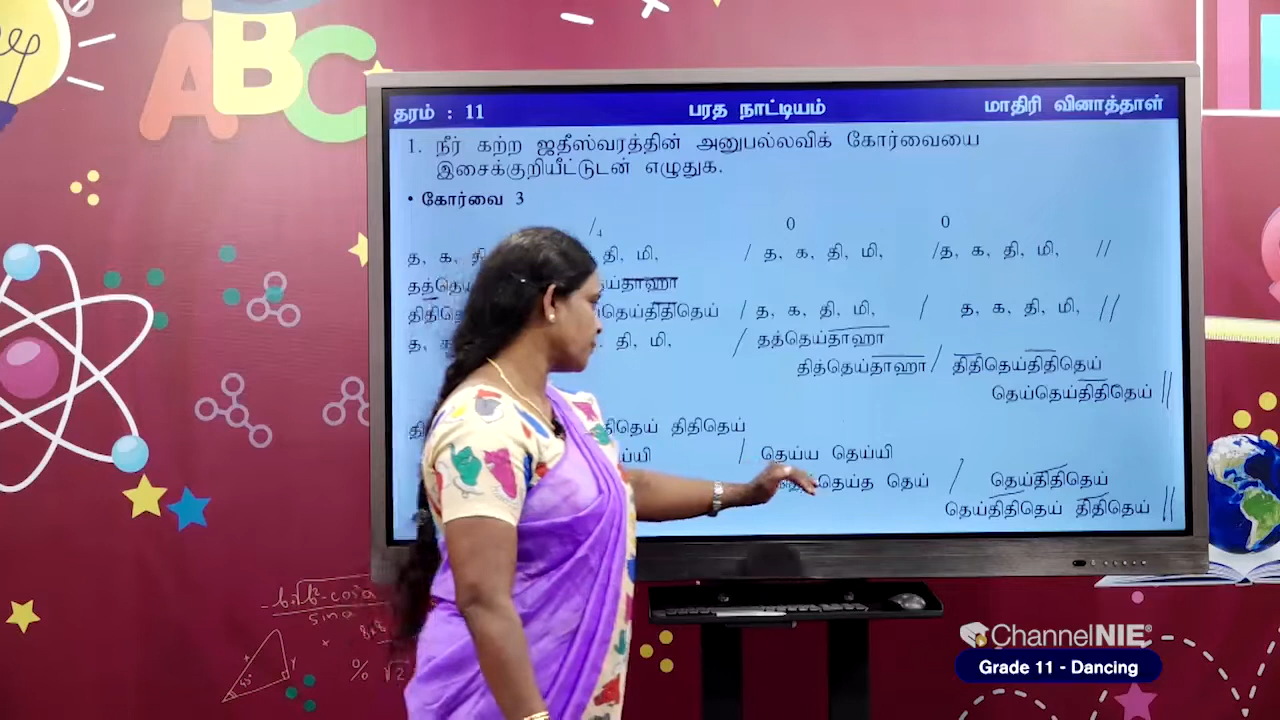 ABC
தரம் : 11 பரத நாட்டியம் மாதிரி வினாத்தாள்
1. நீர் கற்ற ஜதீஸ்வரத்தின் அனுபல்லவிக் கோர்வையை
இசைக்குறியீட்டுடன் எழுதுக.
• கோர்வை 3
/4 0 0
த, க, தி, மி, / த, க, தி, மி, /த, க, தி, மி, //
தத்தெய தாஹா
திதி தெய்திதிதெய் / த, க, தி, மி, / த, க, தி, மி, //
த, தி, மி, / தத்தெய்தாஹா
தித்தெய்தாஹா/ திதிதெய்திதிதெய்
தெய்தெய்திதிதெய் //
திதிதெய்
/ தெய்ய தெய்யி
தெய் / தெய்திதிதெய்
தெய்திதிதெய் திதிதெய் //
ChannelNIE®
Grade 11 - Dancing